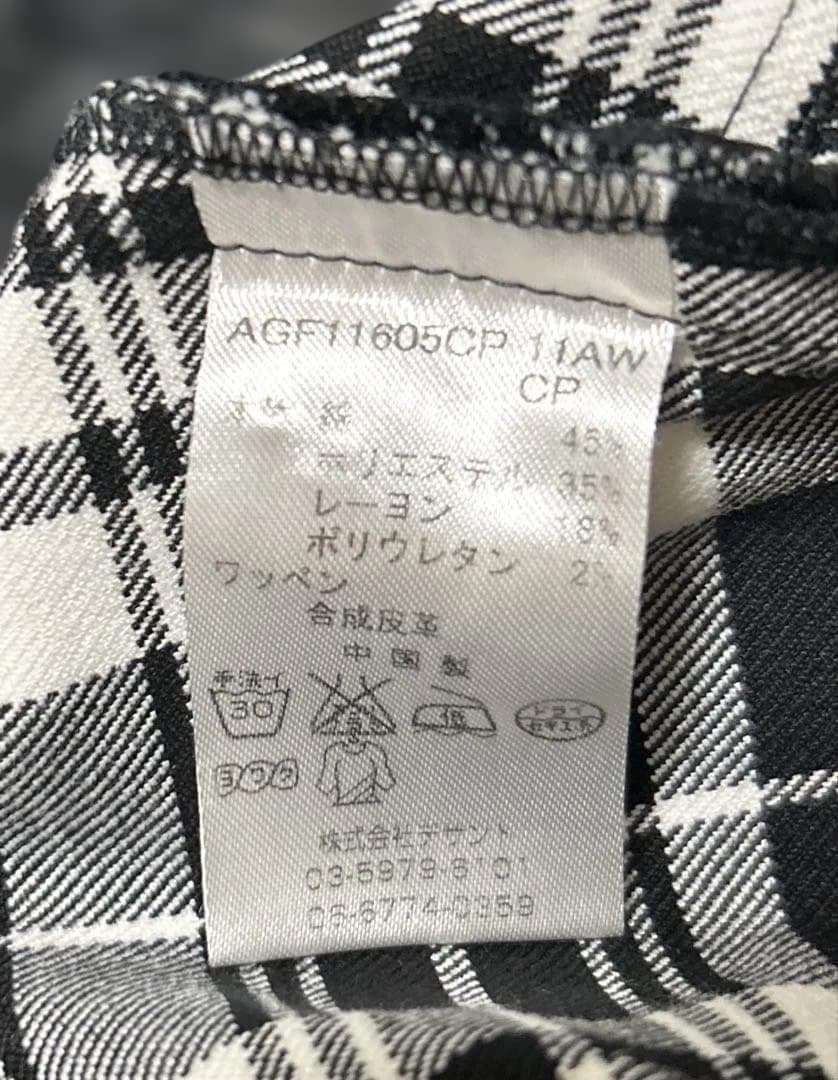 AGF11605CP 11AW
CP
本体 綿 45%
ポリエステル 35%
レーヨン 18%
ポリウレタン 2%
ワッペン
合成皮革
中国製
手洗イ
30
低
ドライ
セキユ系
ヨワク
株式会社デサント
03-5979-6101
06-6774-0359